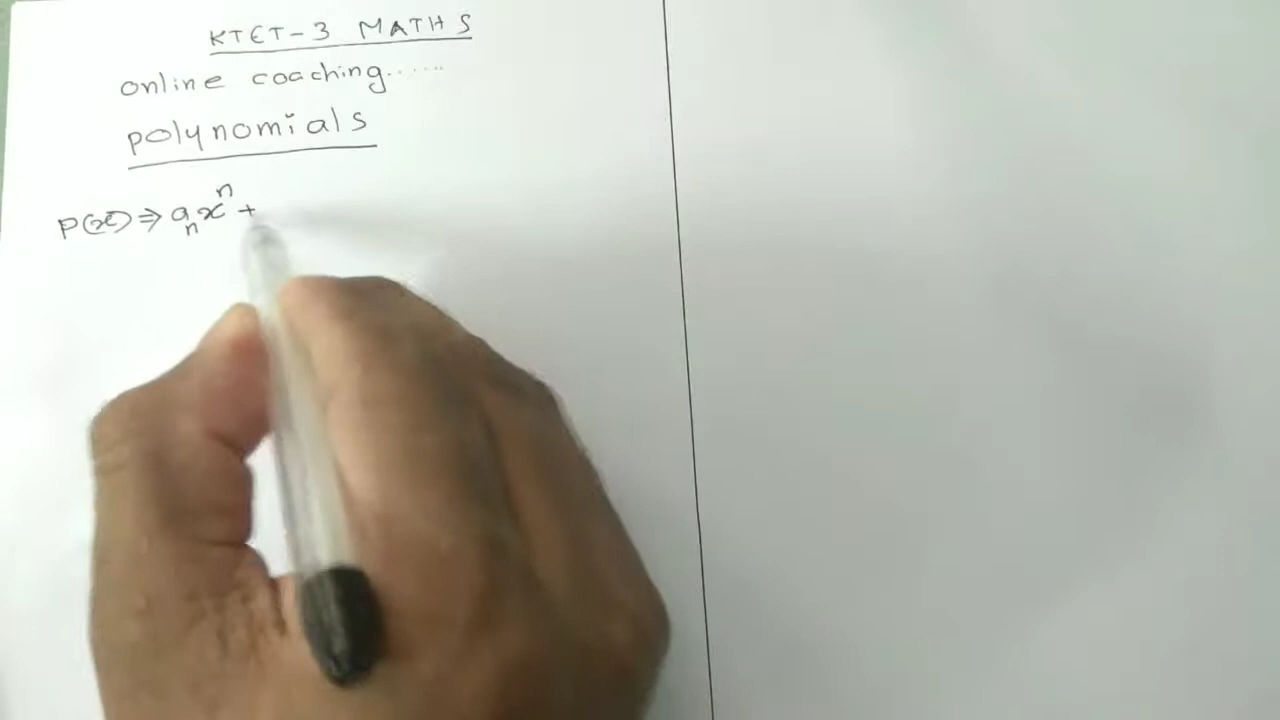 KTET-3 MATHS
online coaching......
polynomials
P(x) ⇒ aₙxⁿ +